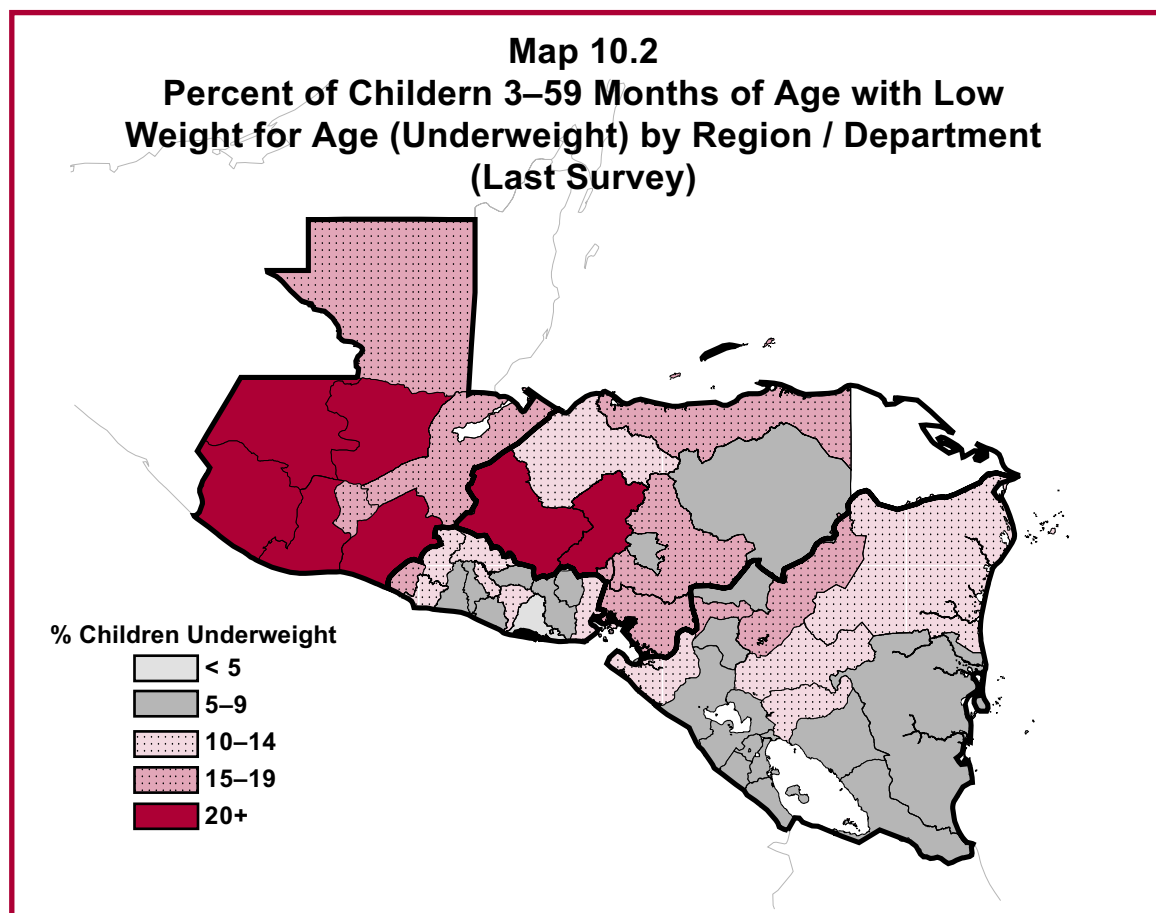 Map 10.2
Percent of Childern 3–59 Months of Age with Low
Weight for Age (Underweight) by Region / Department
(Last Survey)
% Children Underweight
< 5
5–9
10–14
15–19
20+